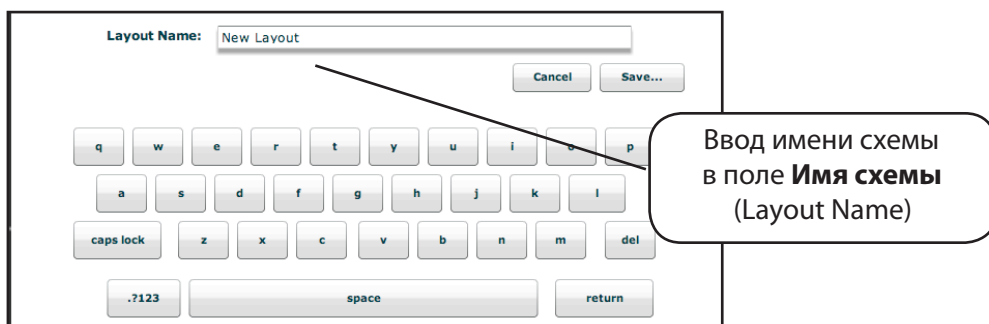 Layout Name: New Layout
Cancel Save...
q w e r t y u i o p
a s d f g h j k l
caps lock z x c v b n m del
.?123 space return
Ввод имени схемы
в поле Имя схемы
(Layout Name)